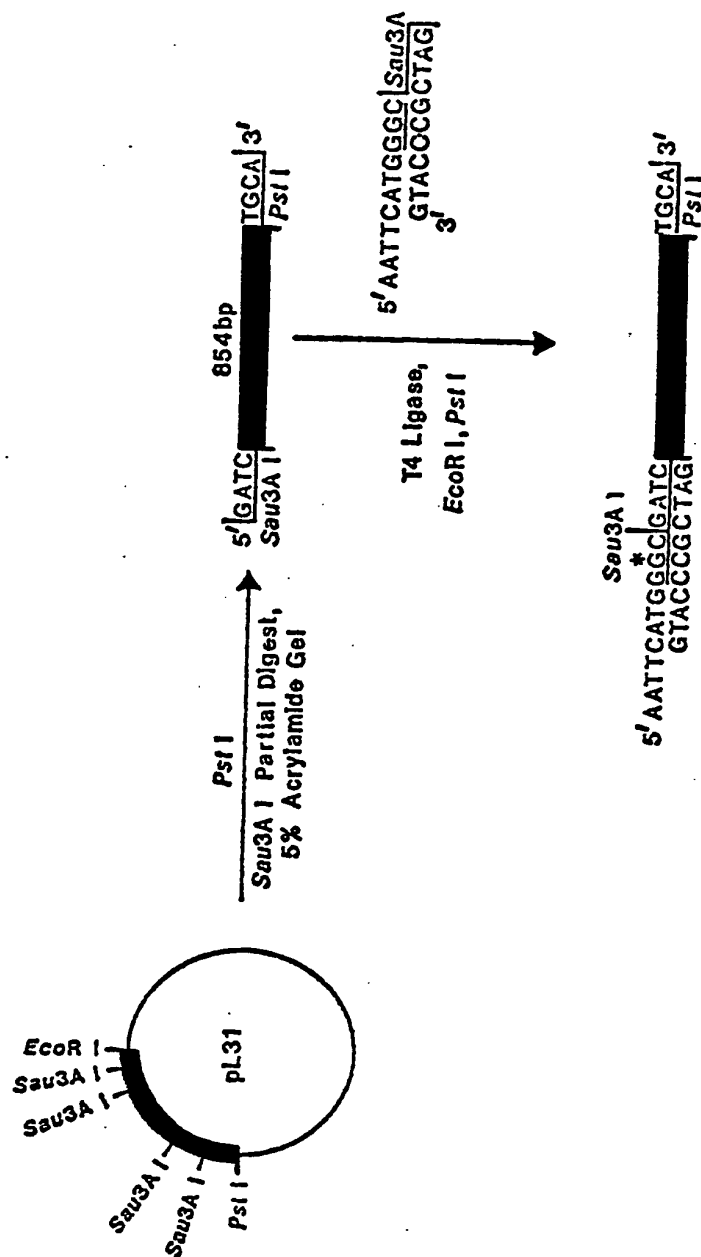 EcoR I
Sau3A I
Sau3A I
pL31
Sau3A I
Sau3A I
Pst I
Pst I
Sau3A I Partial Digest,
5% Acrylamide Gel
854bp
5' GATC
TGCA 3'
Sau3A I
Pst I
T4 Ligase,
EcoR I, Pst I
5'AATTCATGGGC Sau3A
GTACCCGCTAG
3'
Sau3A I
*
5'AATTCATGGGCGATC
TGCA 3'
GTACCCGCTAG
Pst I